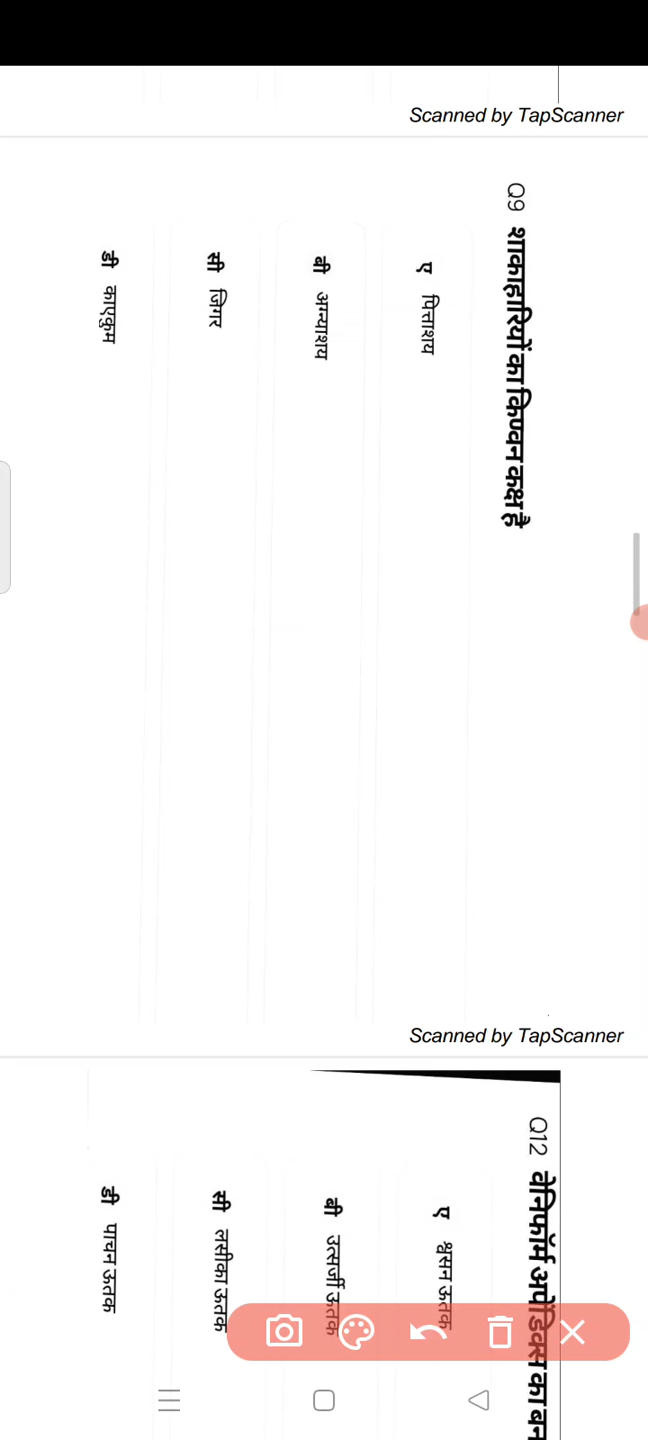 Scanned by TapScanner
Q9 शाकाहारियों का किण्वन कक्ष है
ए पित्ताशय
बी अग्न्याशय
सी जिगर
डी काएकुम
Scanned by TapScanner
Q12 वेनिफॉर्म अपेंडिक्स का बन
ए श्वसन ऊतक
बी उत्सर्जी ऊतक
सी लसीका ऊतक
डी पाचन ऊतक